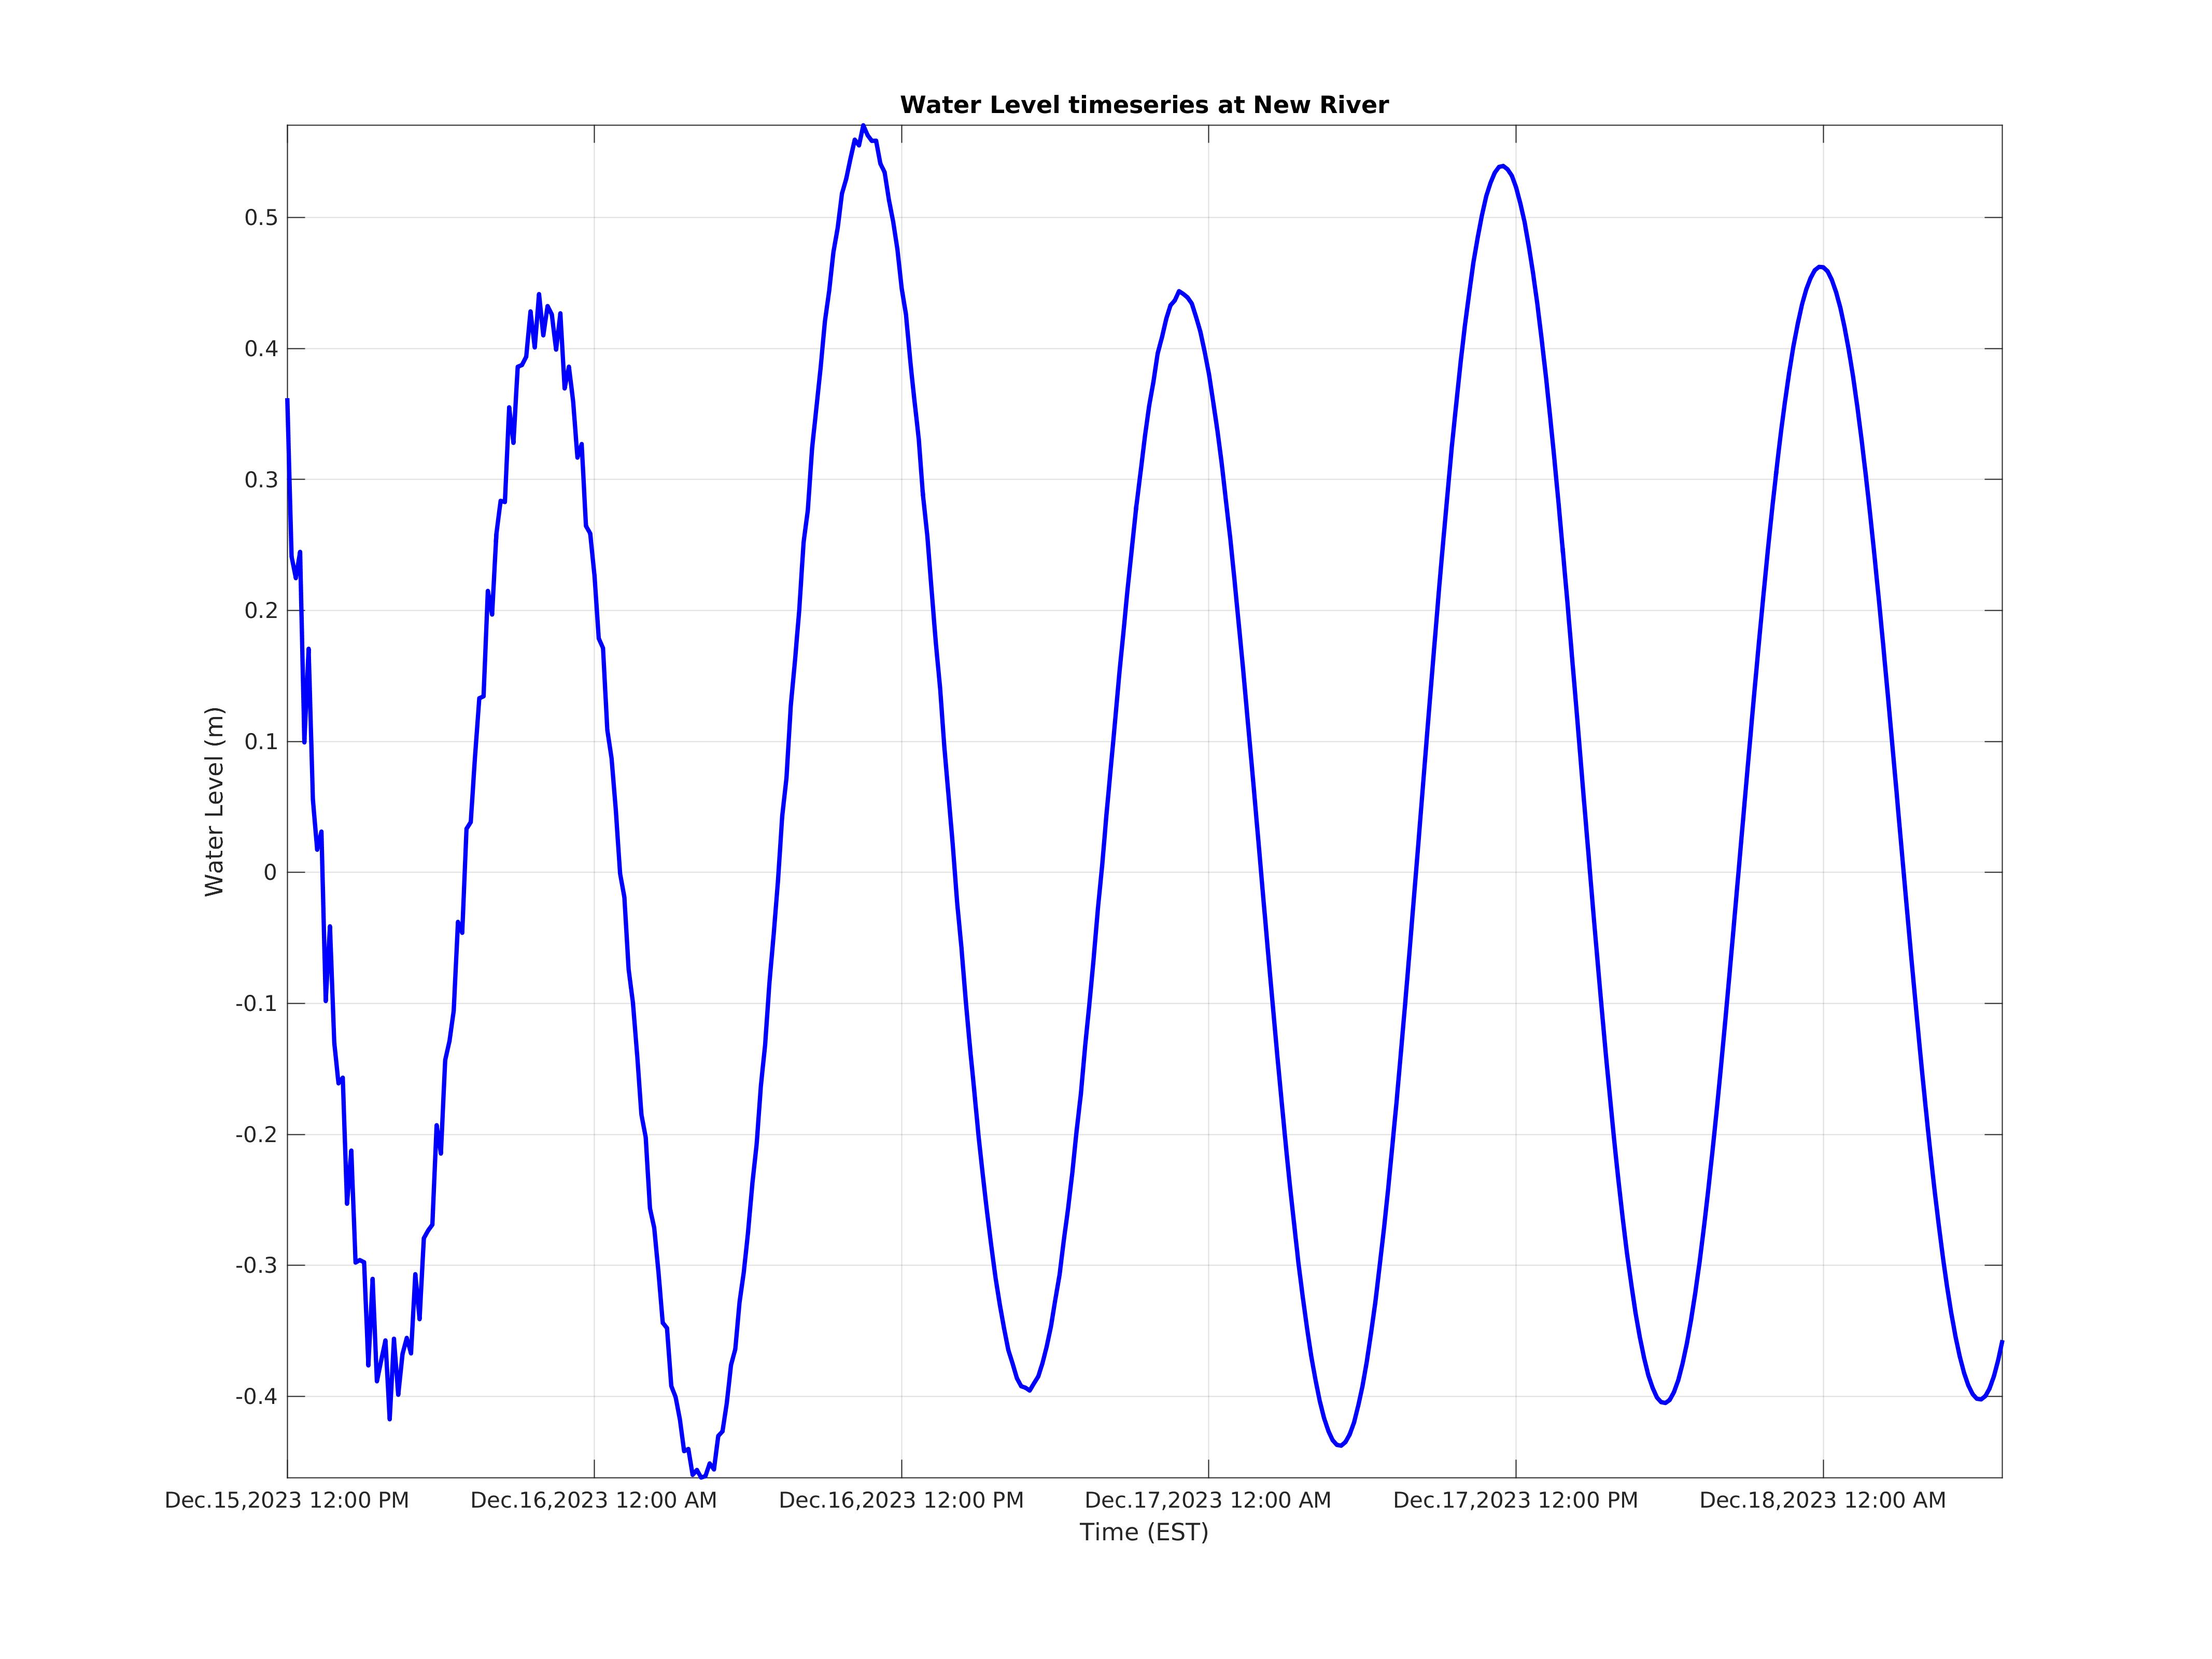 Water Level timeseries at New River
0.5
0.4
0.3
0.2
0.1
0
-0.1
-0.2
-0.3
-0.4
Water Level (m)
Dec.15,2023 12:00 PM
Dec.16,2023 12:00 AM
Dec.16,2023 12:00 PM
Dec.17,2023 12:00 AM
Dec.17,2023 12:00 PM
Dec.18,2023 12:00 AM
Time (EST)